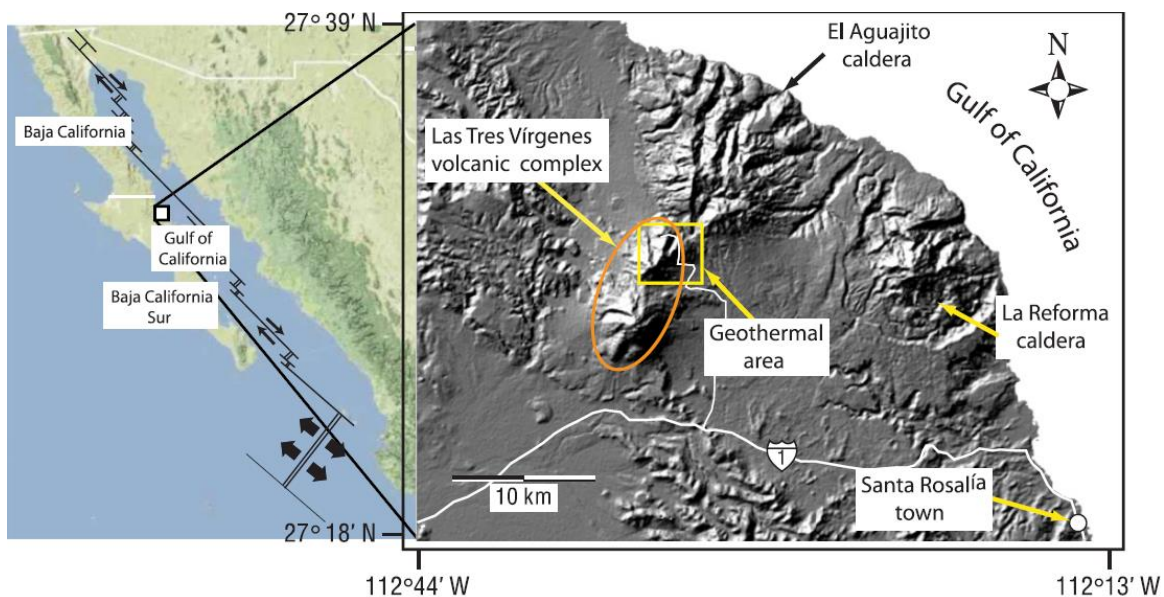 27°39' N
El Aguajito
caldera
N
Gulf of California
Las Tres Vírgenes
volcanic complex
Baja California
Gulf of
California
Baja California
Sur
La Reforma
caldera
Geothermal
area
1
10 km
Santa Rosalía
town
27°18' N
112°44' W
112°13' W